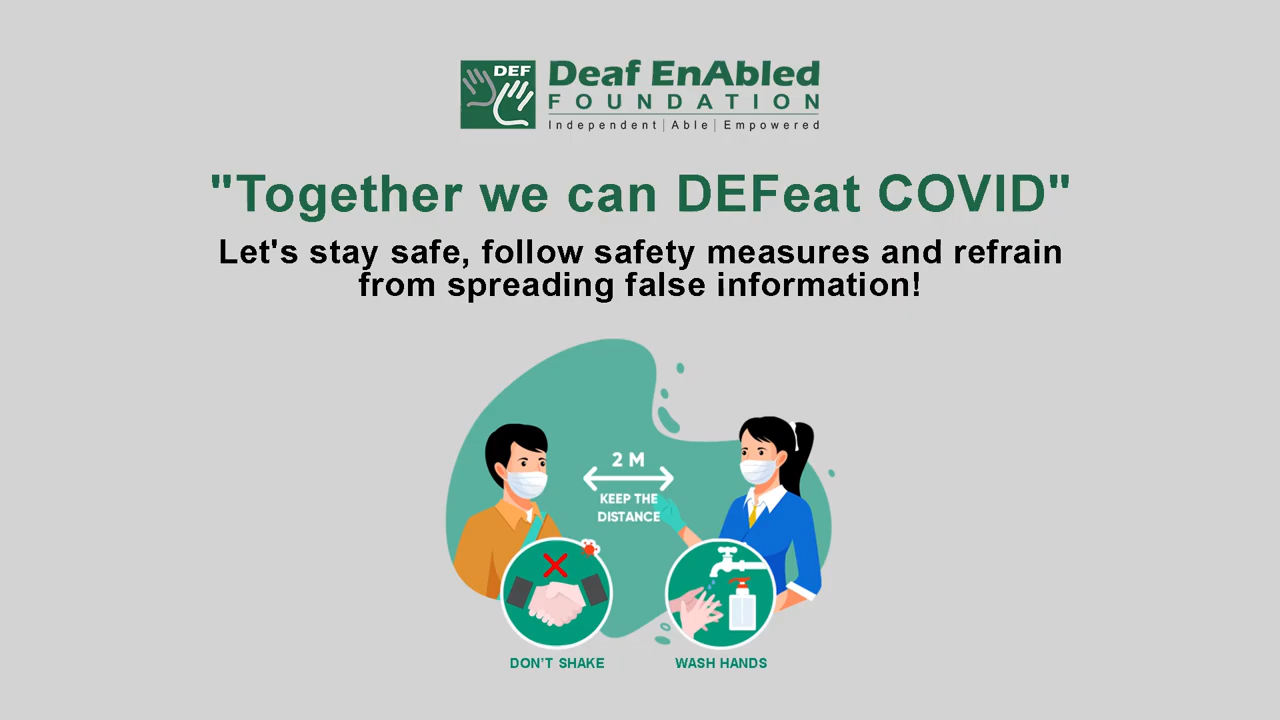 DEF
Deaf EnAbled
FOUNDATION
Independent | Able | Empowered
"Together we can DEFeat COVID"
Let's stay safe, follow safety measures and refrain
from spreading false information!
2 M
KEEP THE
DISTANCE
DON'T SHAKE
WASH HANDS